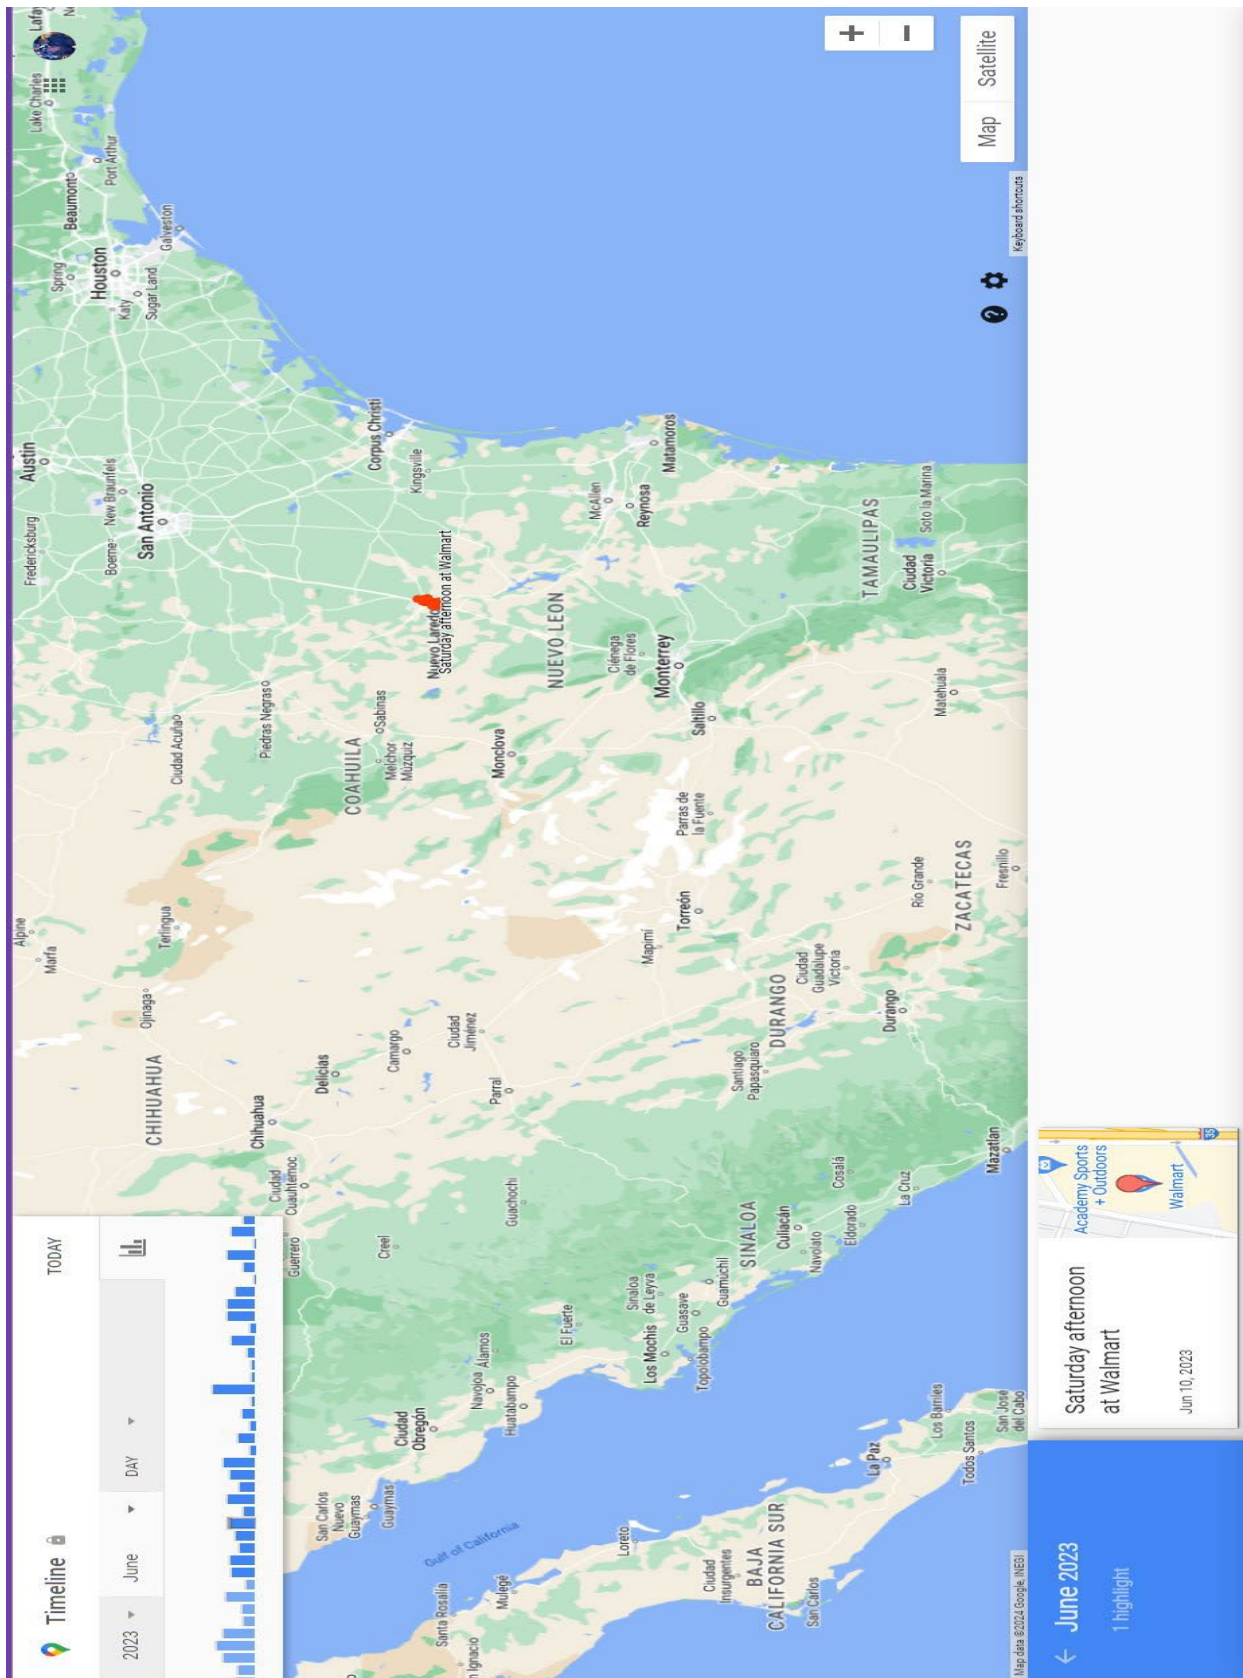 Timeline
TODAY
2023
June
DAY
Lake Charles
Beaumont
Port Arthur
Spring
Houston
Katy
Sugar Land
Galveston
Austin
Fredericksburg
New Braunfels
Boerne
San Antonio
Corpus Christi
Kingsville
McAllen
Reynosa
Matamoros
Nuevo Laredo
Saturday afternoon at Walmart
Ciudad Acuña
Piedras Negras
COAHUILA
Sabinas
Melchor
Múzquiz
Monclova
NUEVO LEON
Ciénega
de Flores
Monterrey
Saltillo
TAMAULIPAS
Ciudad
Victoria
Soto la Marina
Matehuala
Alpine
Marfa
Terlingua
Ojinaga
CHIHUAHUA
Chihuahua
Delicias
Camargo
Ciudad
Jiménez
Parral
Mapimí
Torreón
Parras de
la Fuente
Río Grande
ZACATECAS
Fresnillo
DURANGO
Ciudad
Guadalupe
Victoria
Durango
Santiago
Papasquiaro
Ciudad
Cuauhtemoc
Guerrero
Creel
Guachochi
SINALOA
Culiacán
Cosalá
La Cruz
Eldorado
Navolato
Mazatlan
Sinaloa
de Leyva
Guamúchil
Guasave
Los Mochis
Topolobampo
El Fuerte
Álamos
Navojoa
Huatabampo
Ciudad
Obregón
San Carlos
Nuevo
Guaymas
Guaymas
Gulf of California
Santa Rosalía
Mulegé
n Ignacio
Loreto
Ciudad
Insurgentes
BAJA
CALIFORNIA SUR
San Carlos
La Paz
Los Barriles
Todos Santos
San José
del Cabo
Map
Satellite
Keyboard shortcuts
Map data ©2024 Google, INEGI
June 2023
1 highlight
Saturday afternoon
at Walmart
Jun 10, 2023
Academy Sports
+ Outdoors
Walmart
35